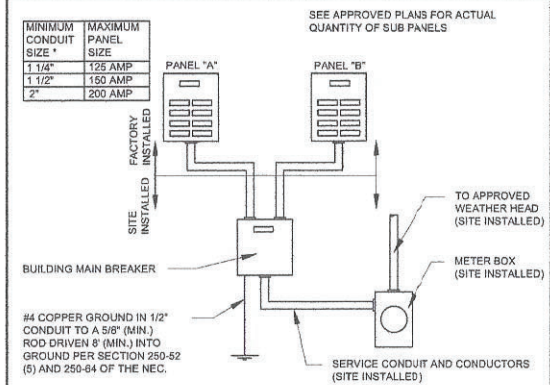 SEE APPROVED PLANS FOR ACTUAL
QUANTITY OF SUB PANELS
MINIMUM CONDUIT SIZE * MAXIMUM PANEL SIZE
1 1/4" 125 AMP
1 1/2" 150 AMP
2" 200 AMP
PANEL "A"
PANEL "B"
FACTORY
INSTALLED
SITE
INSTALLED
TO APPROVED
WEATHER HEAD
(SITE INSTALLED)
BUILDING MAIN BREAKER
METER BOX
(SITE INSTALLED)
#4 COPPER GROUND IN 1/2"
CONDUIT TO A 5/8" (MIN.)
ROD DRIVEN 8' (MIN.) INTO
GROUND PER SECTION 250-52
(5) AND 250-64 OF THE NEC.
SERVICE CONDUIT AND CONDUCTORS
(SITE INSTALLED)